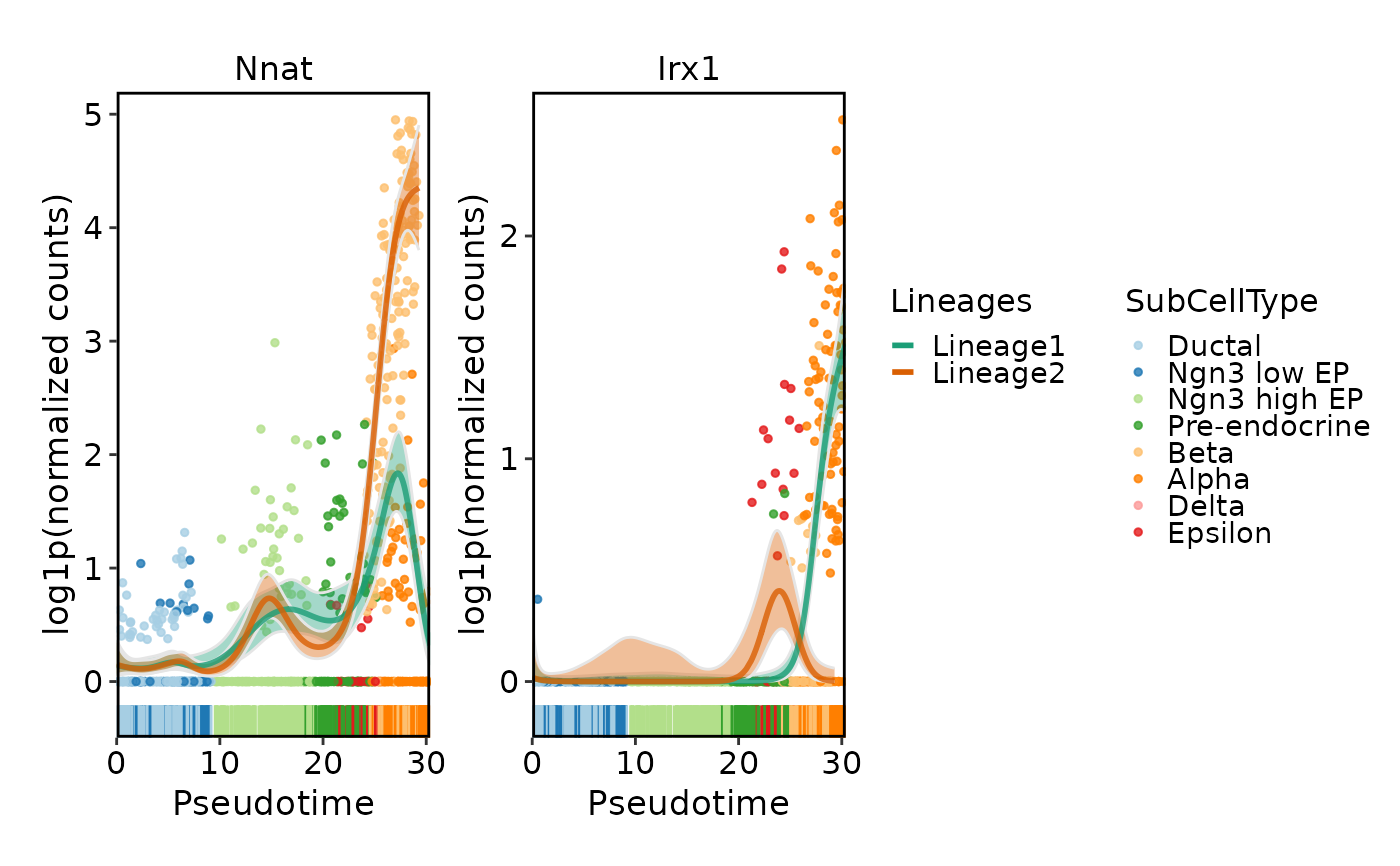 Nnat
Irx1
log1p(normalized counts)
5
4
3
2
1
0
0 10 20 30
Pseudotime
log1p(normalized counts)
2
1
0
0 10 20 30
Pseudotime
Lineages
Lineage1
Lineage2
SubCellType
Ductal
Ngn3 low EP
Ngn3 high EP
Pre-endocrine
Beta
Alpha
Delta
Epsilon